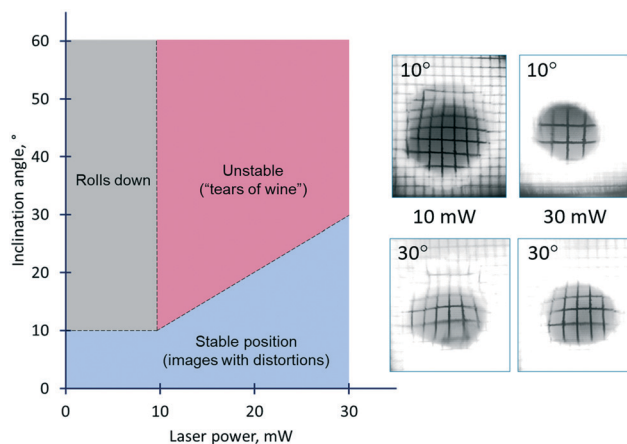 60
50
40
30
20
10
0
Inclination angle, °
Rolls down
Unstable
(“tears of wine”)
Stable position
(images with distortions)
0
10
20
30
Laser power, mW
10°
10°
10 mW
30 mW
30°
30°